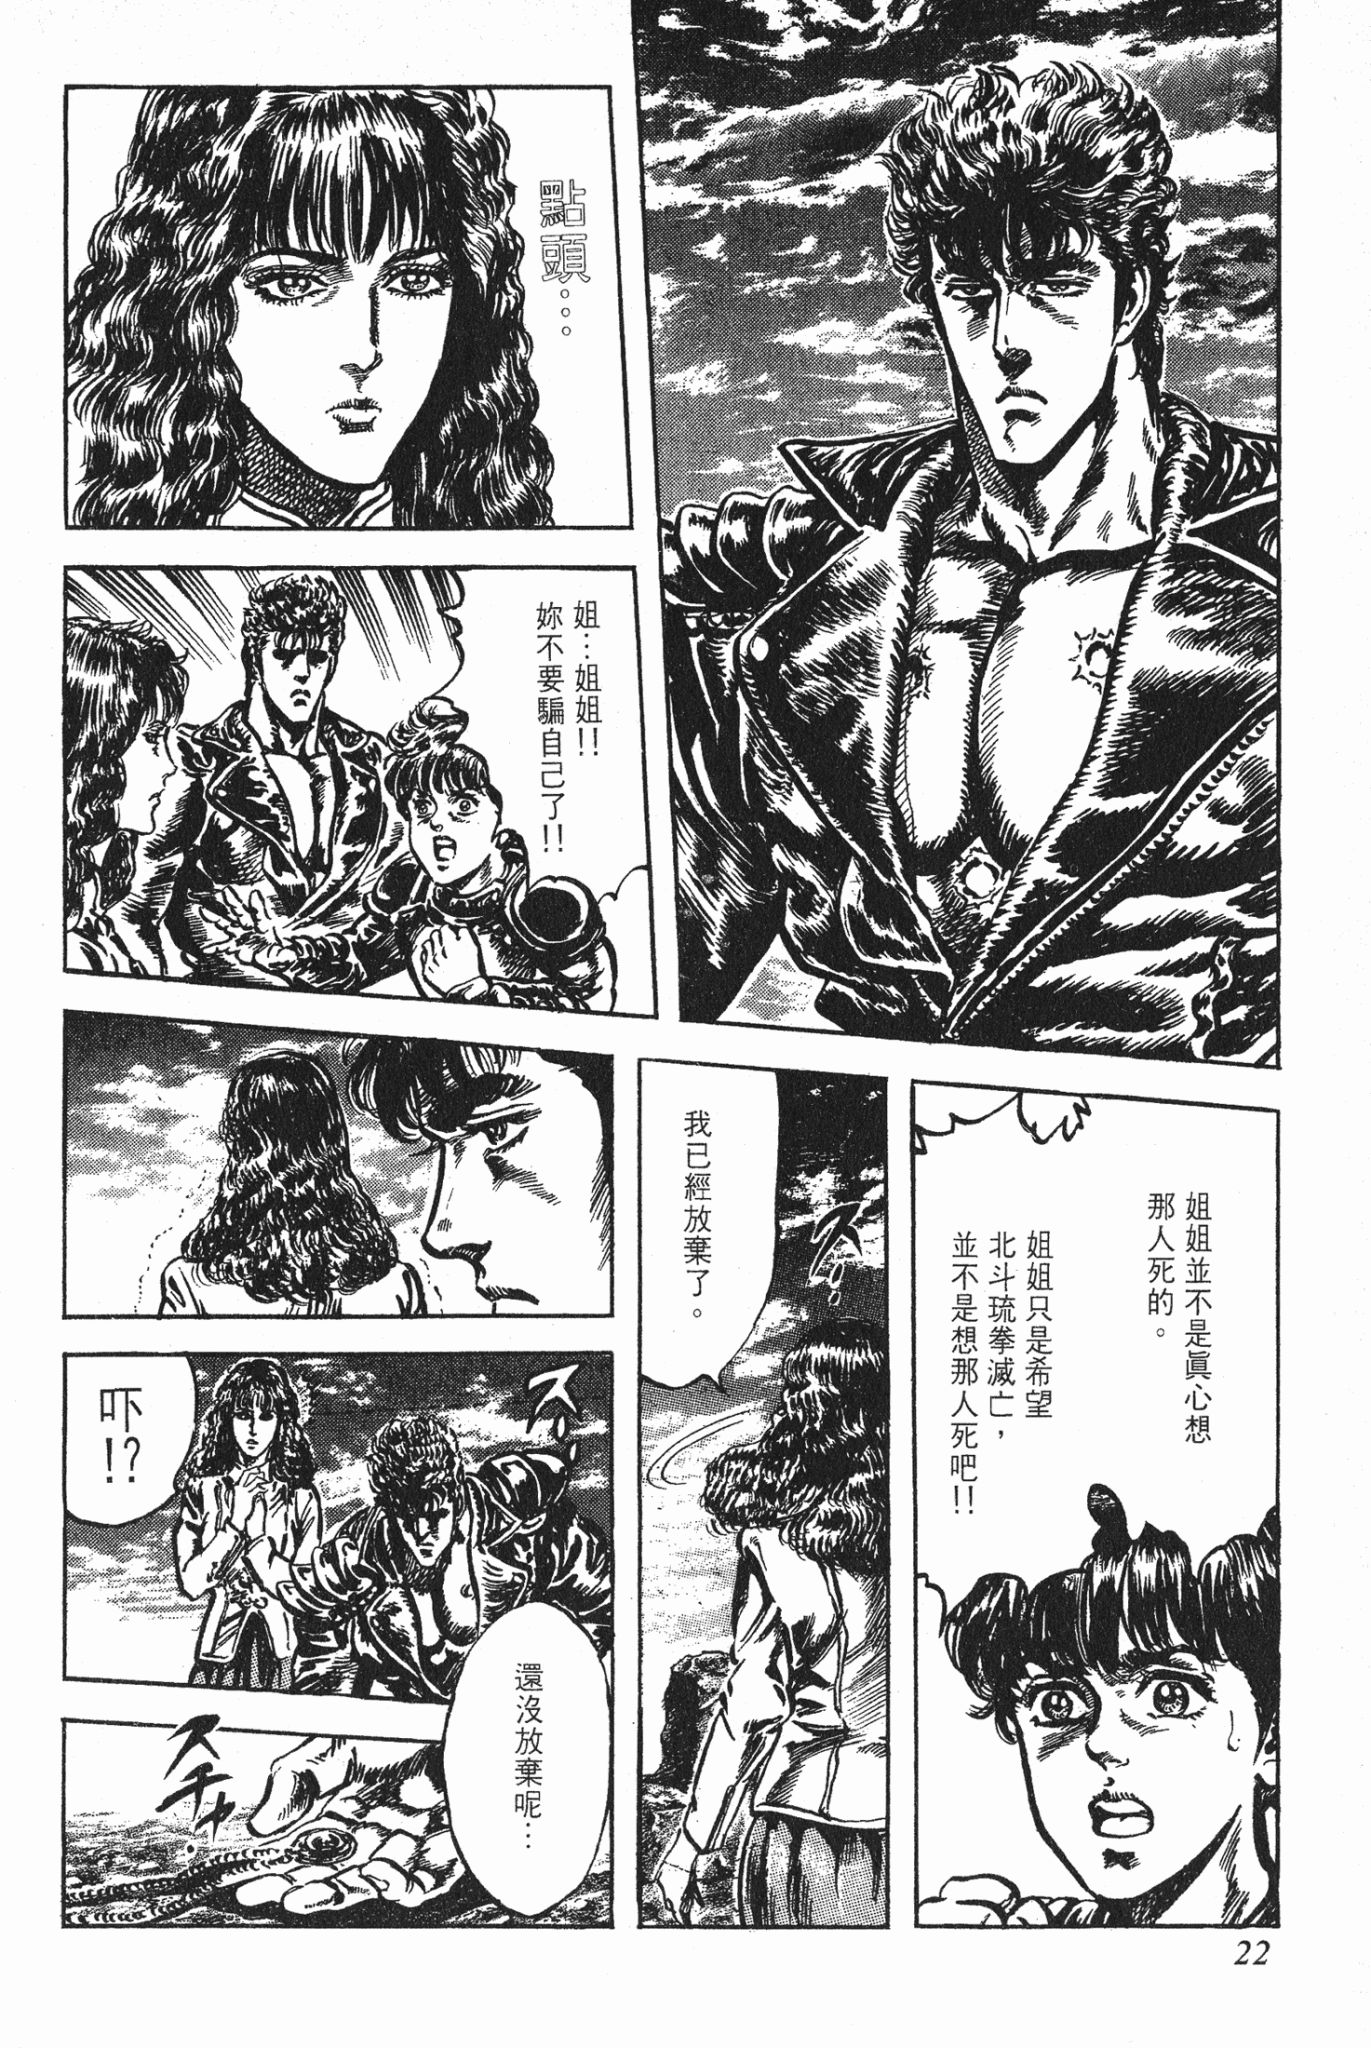 點頭…
姐…姐姐!!
妳不要騙自己了!!
姐姐並不是眞心想
那人死的。
姐姐只是希望
北斗琉拳滅亡，
並不是想那人死吧!!
我已經放棄了。
ス…
ス…
吓!?
還沒放棄呢…
スチャ
22